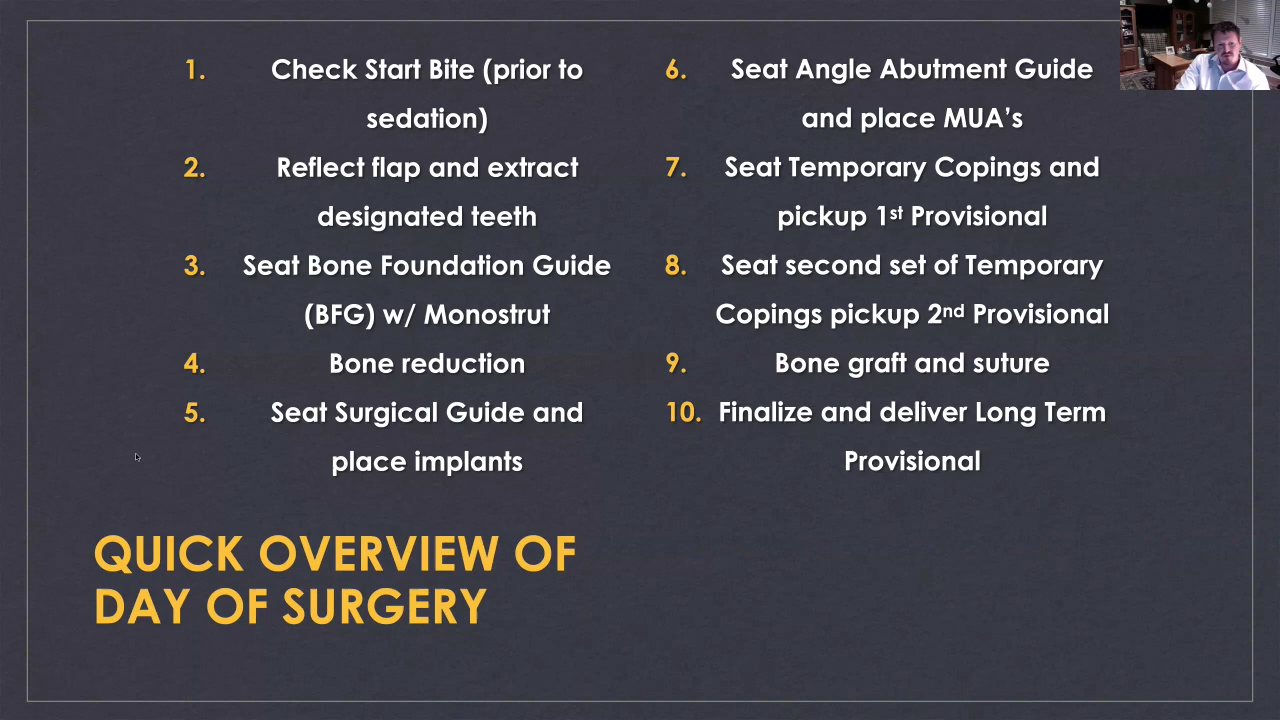 1. Check Start Bite (prior to
sedation)
2. Reflect flap and extract
designated teeth
3. Seat Bone Foundation Guide
(BFG) w/ Monostrut
4. Bone reduction
5. Seat Surgical Guide and
place implants
6. Seat Angle Abutment Guide
and place MUA’s
7. Seat Temporary Copings and
pickup 1st Provisional
8. Seat second set of Temporary
Copings pickup 2nd Provisional
9. Bone graft and suture
10. Finalize and deliver Long Term
Provisional
QUICK OVERVIEW OF
DAY OF SURGERY